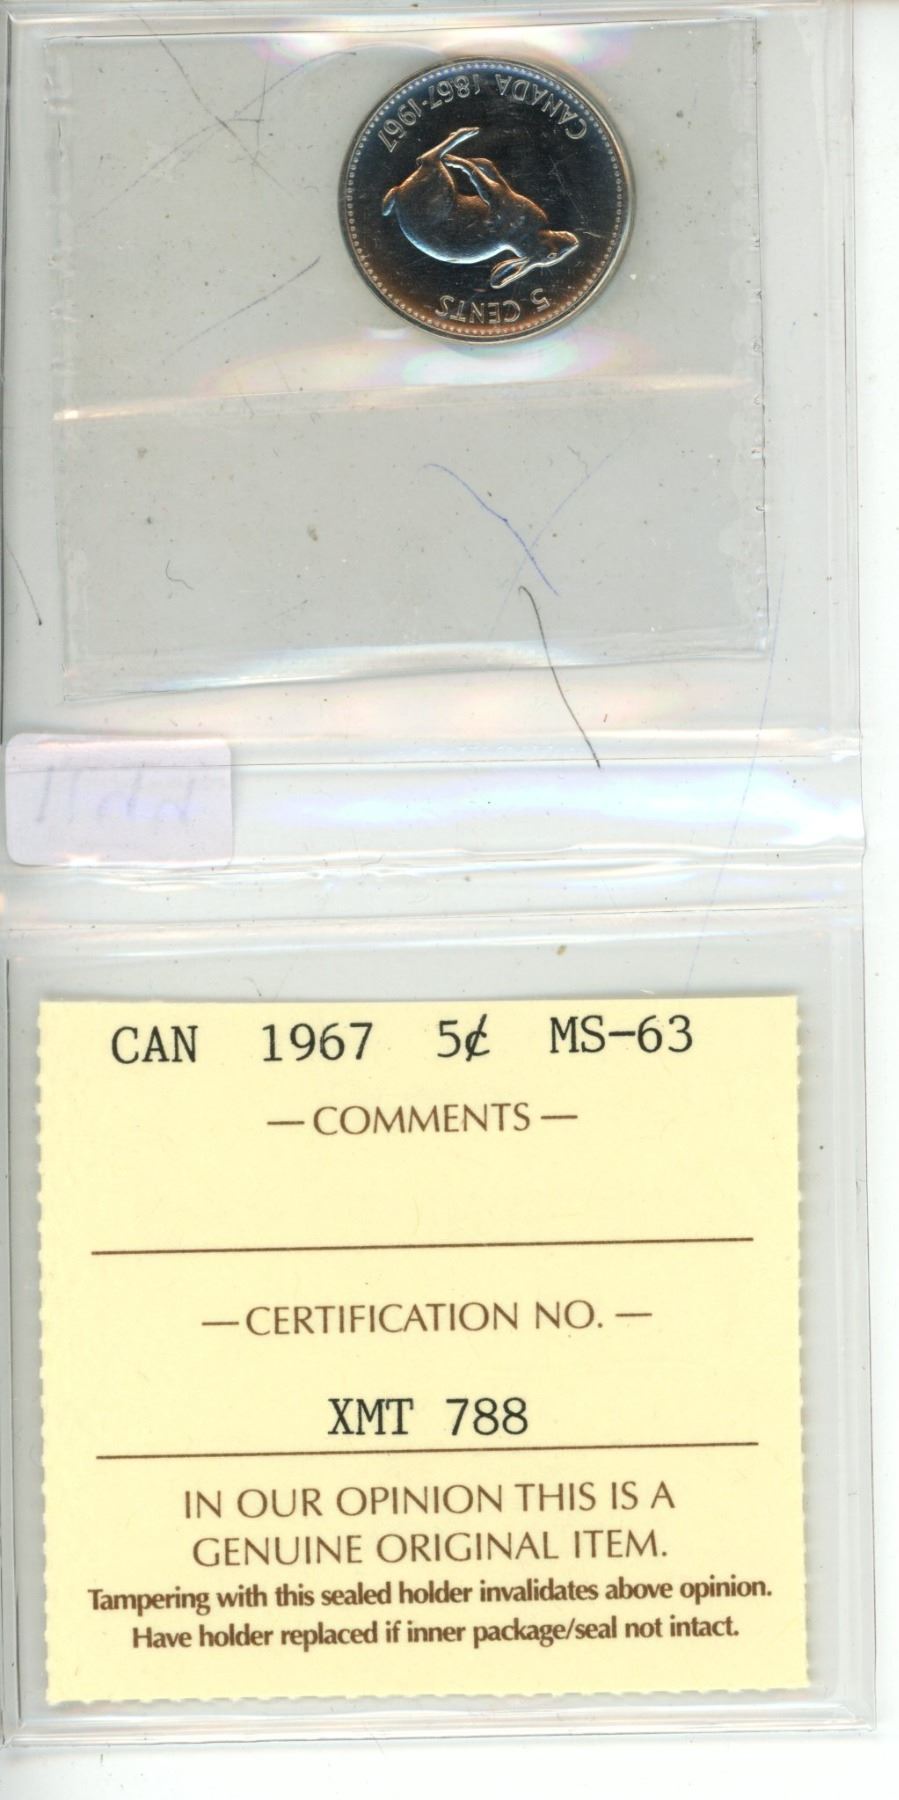 CANADA 1867-1967
5 CENTS
CAN 1967 5¢ MS-63
— COMMENTS —
— CERTIFICATION NO. —
XMT 788
IN OUR OPINION THIS IS A
GENUINE ORIGINAL ITEM.
Tampering with this sealed holder invalidates above opinion.
Have holder replaced if inner package/seal not intact.